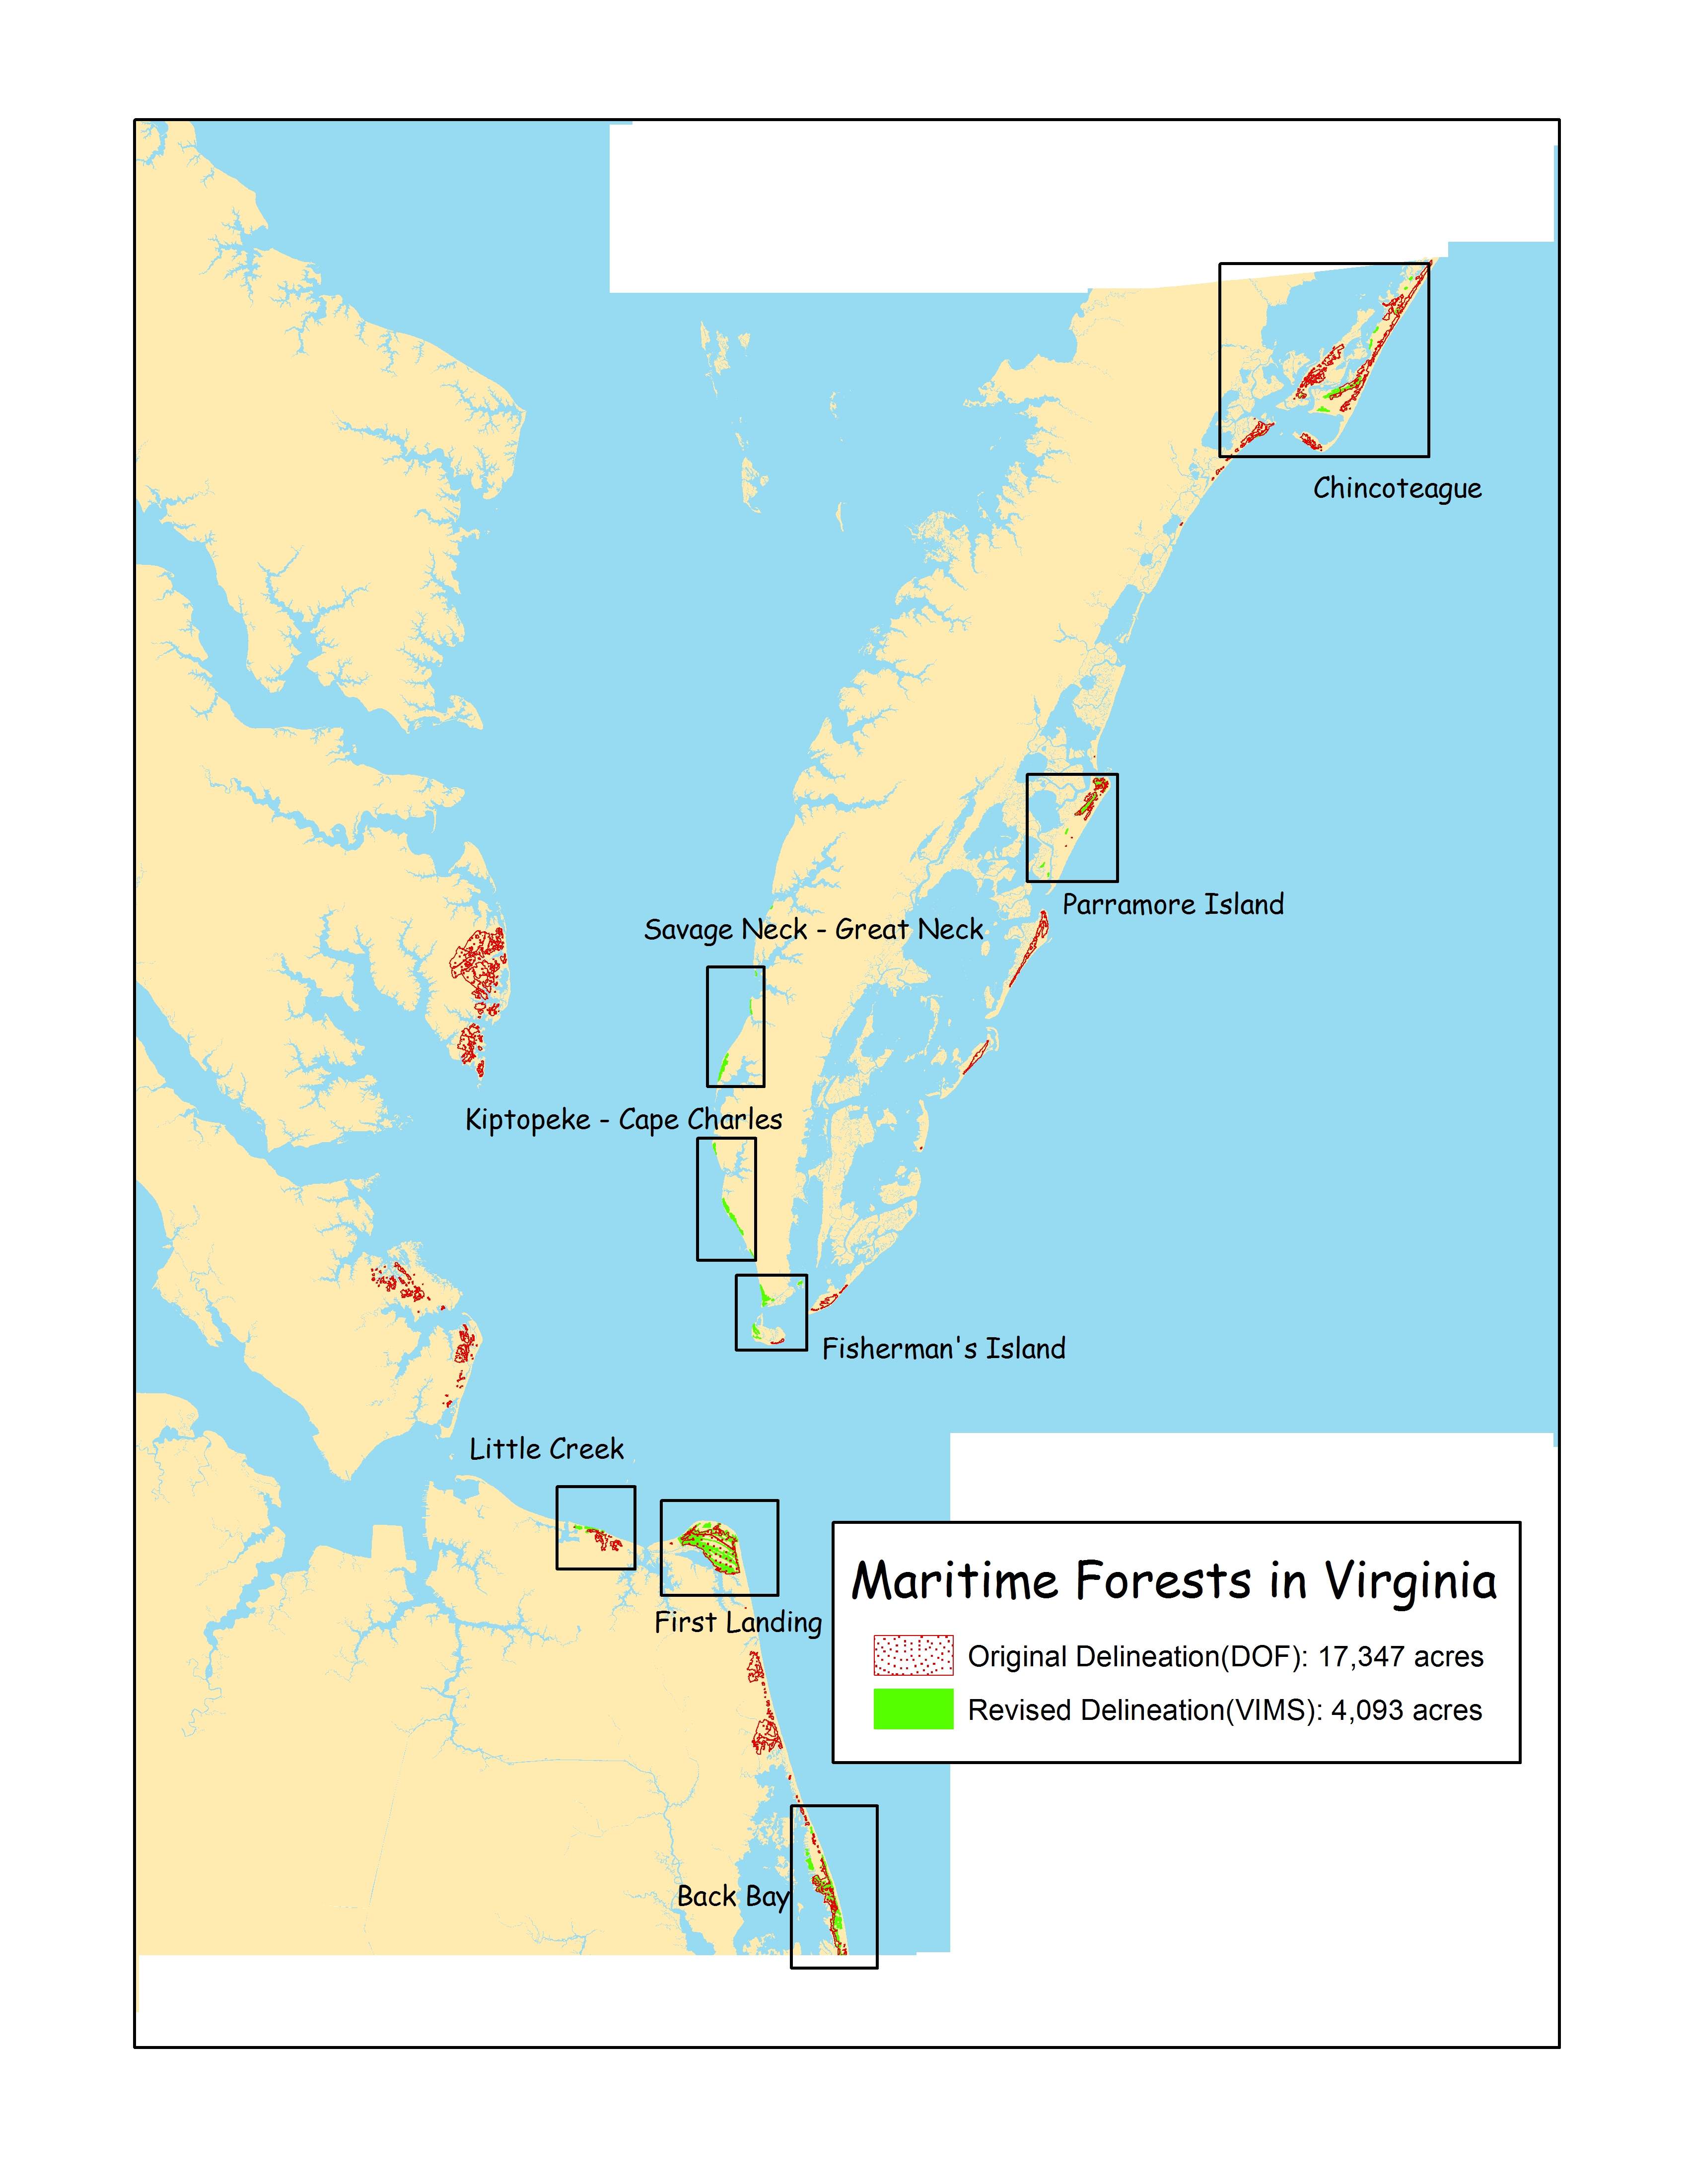 Chincoteague
Parramore Island
Savage Neck - Great Neck
Kiptopeke - Cape Charles
Fisherman's Island
Little Creek
First Landing
Maritime Forests in Virginia
Original Delineation(DOF): 17,347 acres
Revised Delineation(VIMS): 4,093 acres
Back Bay